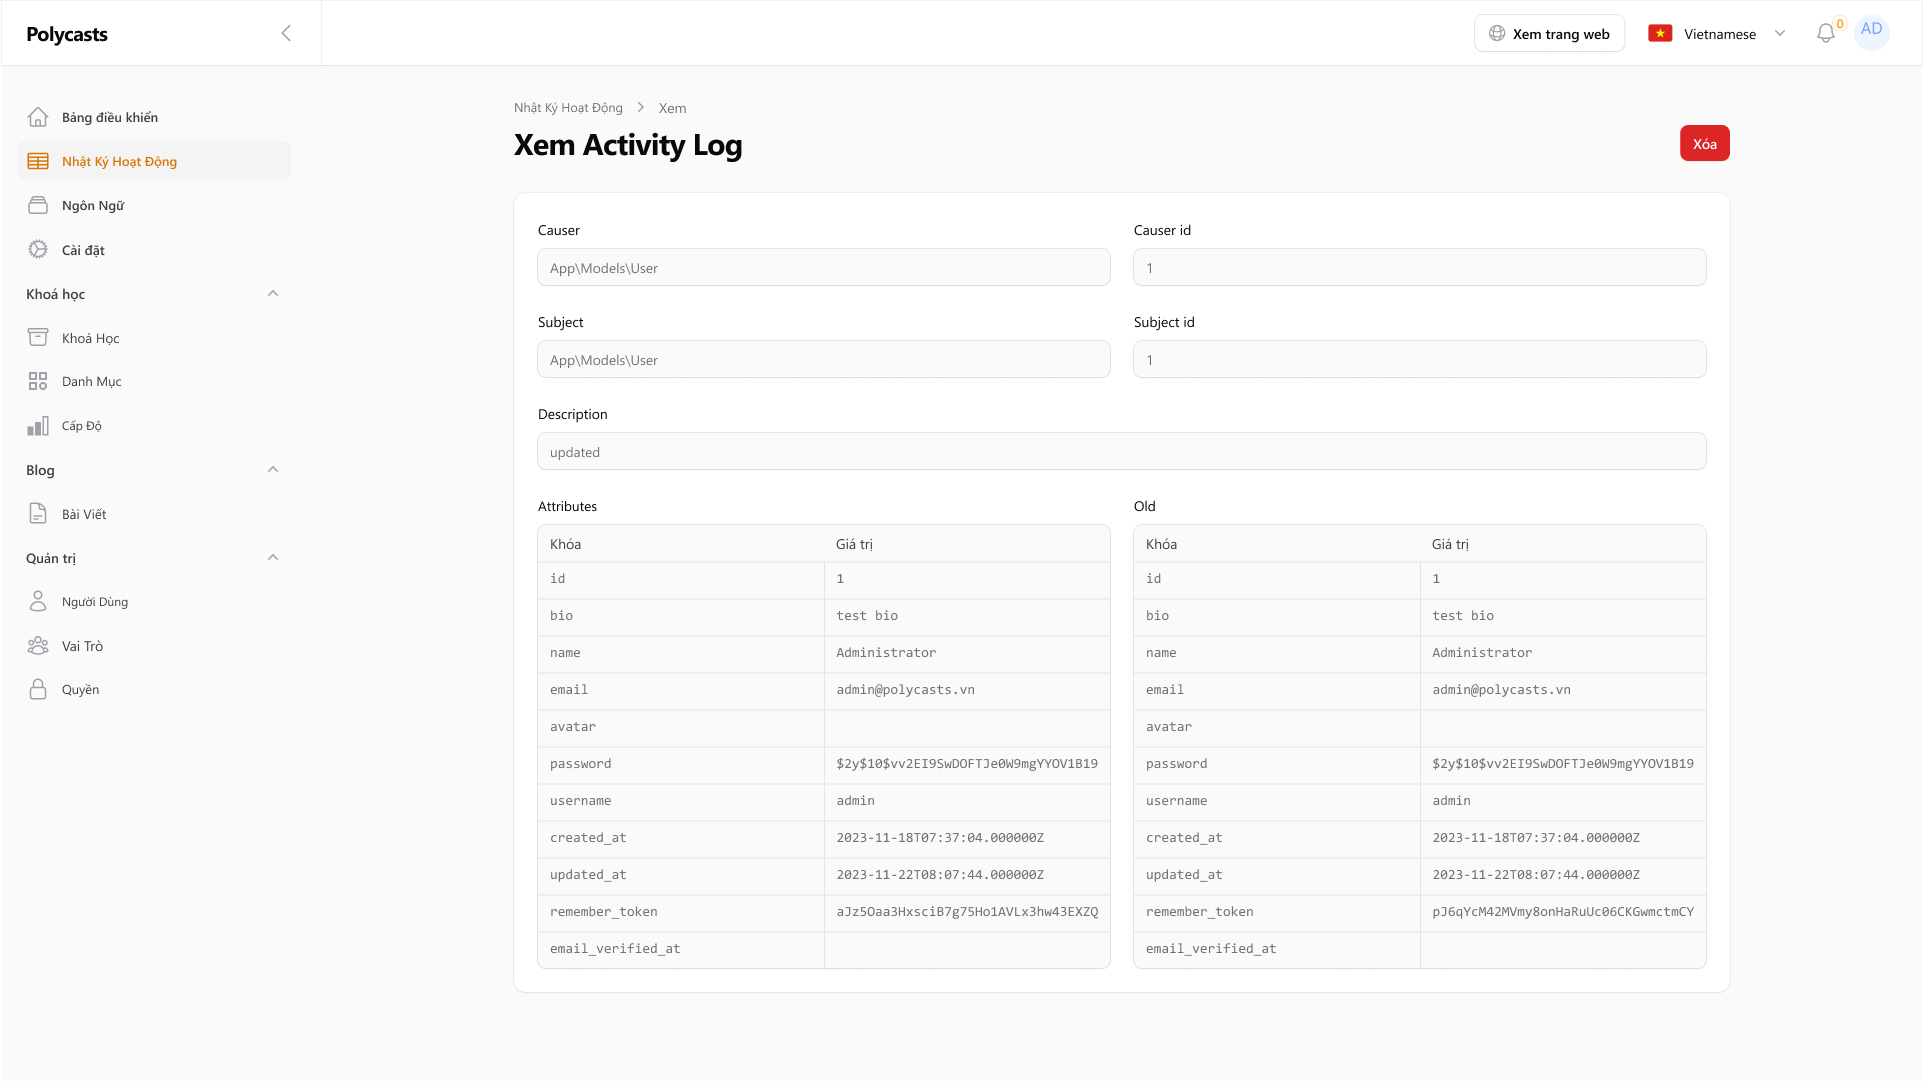 Polycasts
Xem trang web
Vietnamese
0
AD
Bảng điều khiển
Nhật Ký Hoạt Động
Ngôn Ngữ
Cài đặt
Khoá học
Khoá Học
Danh Mục
Cấp Độ
Blog
Bài Viết
Quản trị
Người Dùng
Vai Trò
Quyền
Nhật Ký Hoạt Động Xem
Xem Activity Log
Xóa
Causer Causer id
App\Models\User 1
Subject Subject id
App\Models\User 1
Description
updated
Attributes Old
Khóa Giá trị Khóa Giá trị
id 1 id 1
bio test bio bio test bio
name Administrator name Administrator
email admin@polycasts.vn email admin@polycasts.vn
avatar avatar
password $2y$10$vv2EI9SwDOFTJe0W9mgYYOV1B19 password $2y$10$vv2EI9SwDOFTJe0W9mgYYOV1B19
username admin username admin
created_at 2023-11-18T07:37:04.000000Z created_at 2023-11-18T07:37:04.000000Z
updated_at 2023-11-22T08:07:44.000000Z updated_at 2023-11-22T08:07:44.000000Z
remember_token aJz5Oaa3HxsciB7g75Ho1AVLx3hw43EXZQ remember_token pJ6qYcM42MVmy8onHaRuUc06CKGwmctmCY
email_verified_at email_verified_at